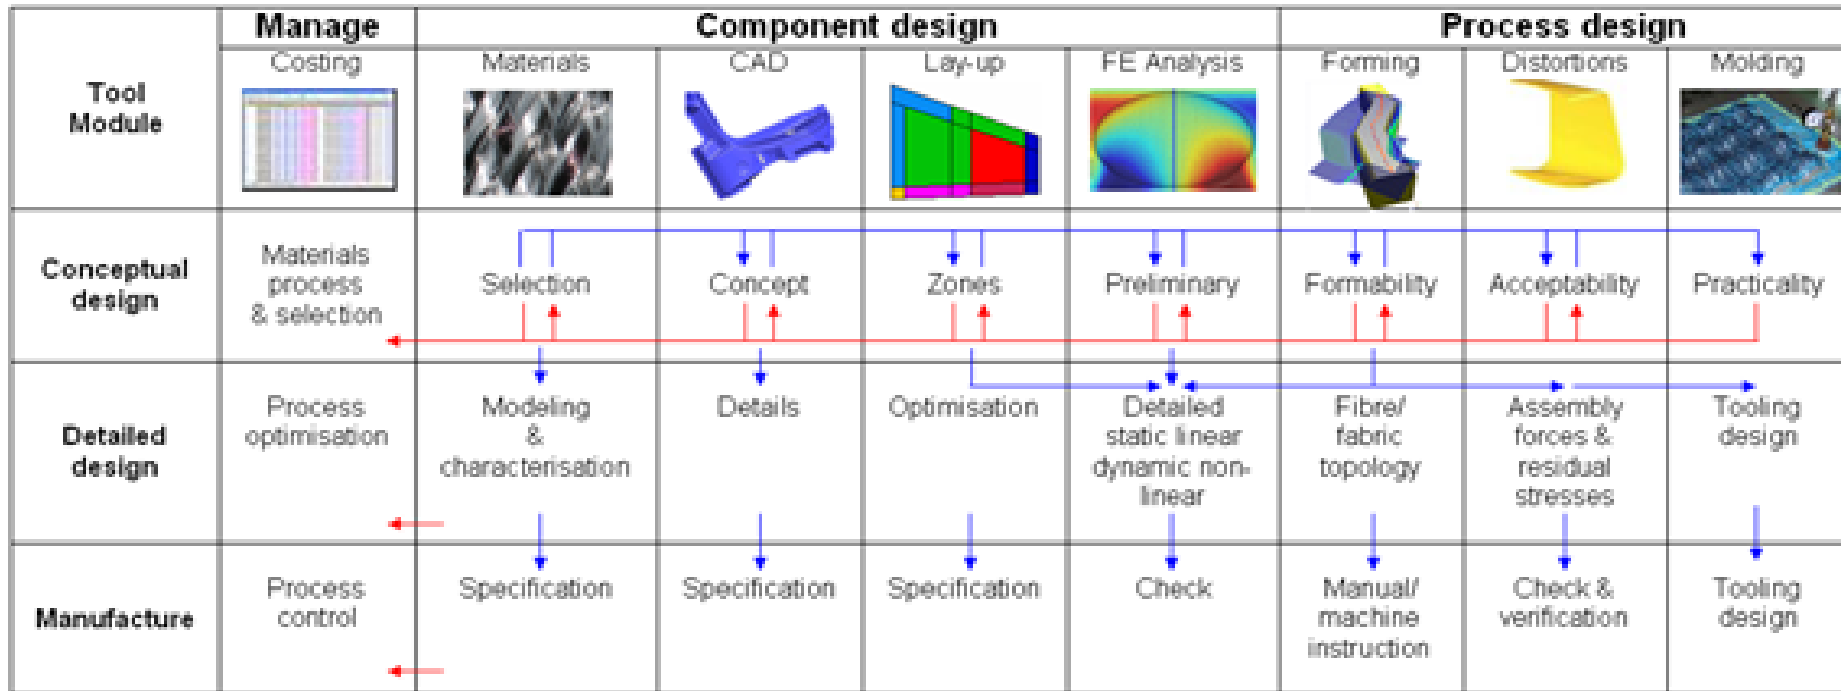 Manage
Component design
Process design
Tool
Module
Costing
Materials
CAD
Lay-up
FE Analysis
Forming
Distortions
Molding
Conceptual
design
Materials
process
& selection
Selection
Concept
Zones
Preliminary
Formability
Acceptability
Practicality
Detailed
design
Process
optimisation
Modeling
&
characterisation
Details
Optimisation
Detailed
static linear
dynamic non-
linear
Fibre/
fabric
topology
Assembly
forces &
residual
stresses
Tooling
design
Manufacture
Process
control
Specification
Specification
Specification
Check
Manual/
machine
instruction
Check &
verification
Tooling
design